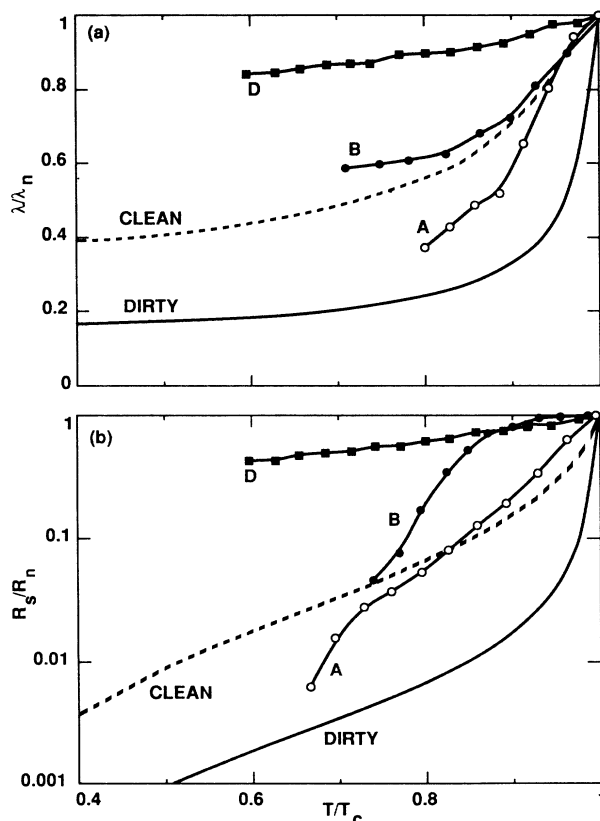 (a)
1
0.8
0.6
0.4
0.2
0
λ/λn
D
B
A
CLEAN
DIRTY
(b)
1
0.1
0.01
0.001
Rs/Rn
D
B
A
CLEAN
DIRTY
0.4
0.6
0.8
1
T/Tc